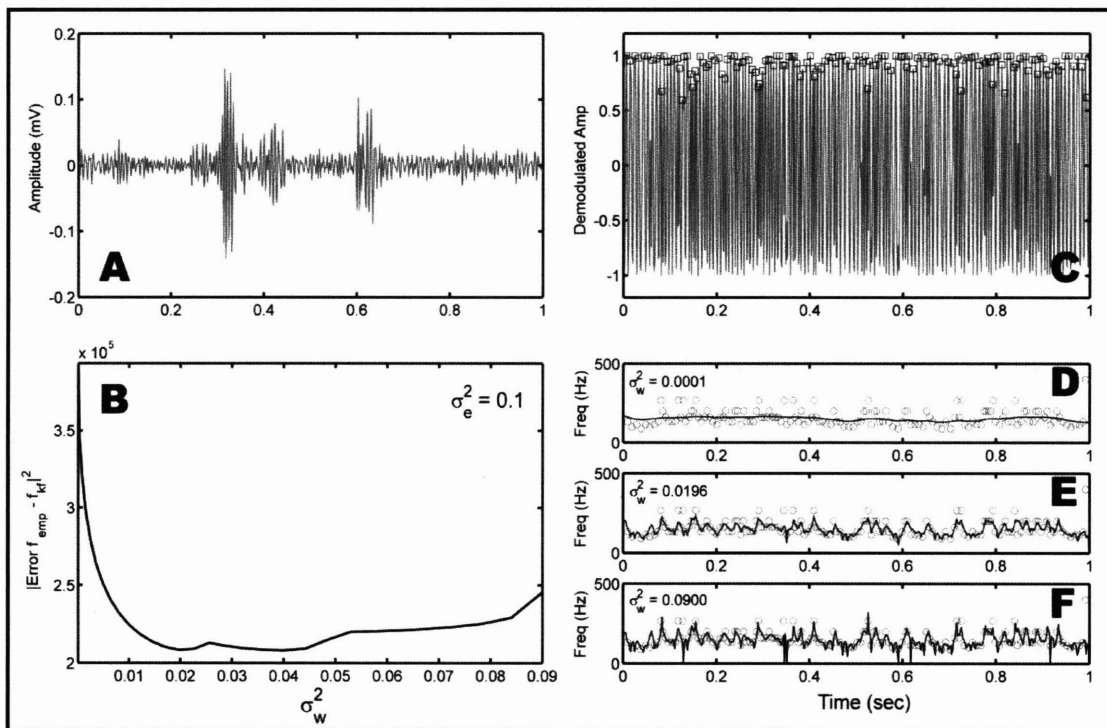 0.2
0.1
0
-0.1
-0.2
Amplitude (mV)
A
0 0.2 0.4 0.6 0.8 1
1
0.5
0
-0.5
-1
Demodulated Amp
C
0 0.2 0.4 0.6 0.8 1
x 10^5
B
σ_e^2 = 0.1
3.5
3
2.5
2
|Error f_emp - f_kf|^2
0.01 0.02 0.03 0.04 0.05 0.06 0.07 0.08 0.09
σ_w^2
500
0
Freq (Hz)
σ_w^2 = 0.0001
D
0 0.2 0.4 0.6 0.8 1
500
0
Freq (Hz)
σ_w^2 = 0.0196
E
0 0.2 0.4 0.6 0.8 1
500
0
Freq (Hz)
σ_w^2 = 0.0900
F
0 0.2 0.4 0.6 0.8 1
Time (sec)